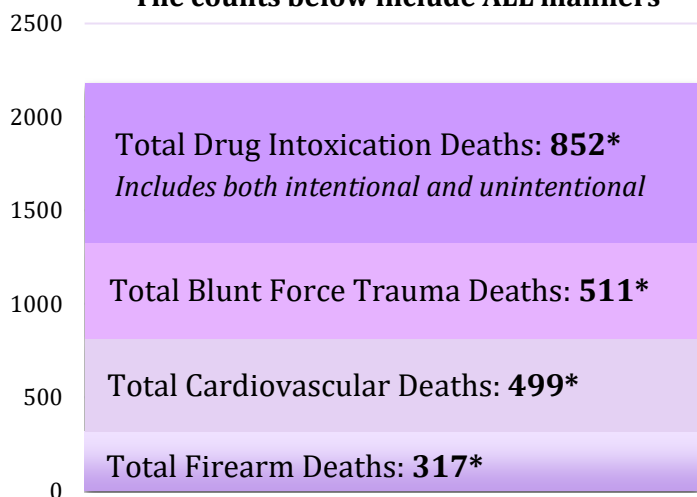 The counts below include ALL manners
2500
2000
Total Drug Intoxication Deaths: 852*
Includes both intentional and unintentional
1500
Total Blunt Force Trauma Deaths: 511*
1000
Total Cardiovascular Deaths: 499*
500
Total Firearm Deaths: 317*
0